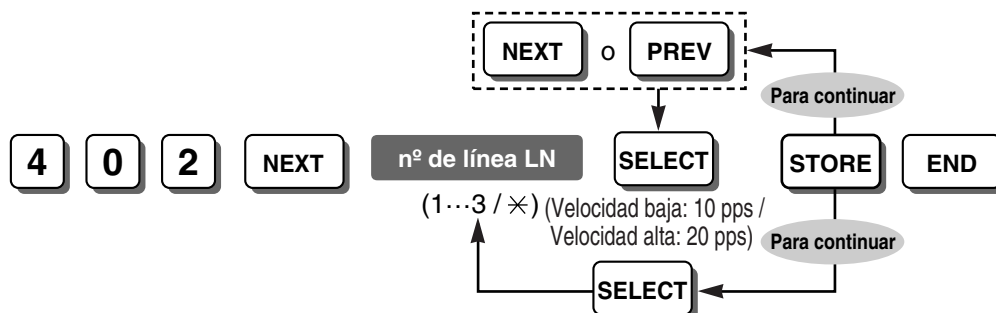 NEXT o PREV
Para continuar
4 0 2 NEXT nº de línea LN SELECT STORE END
(1···3 / ✳) (Velocidad baja: 10 pps /
Velocidad alta: 20 pps)
Para continuar
SELECT